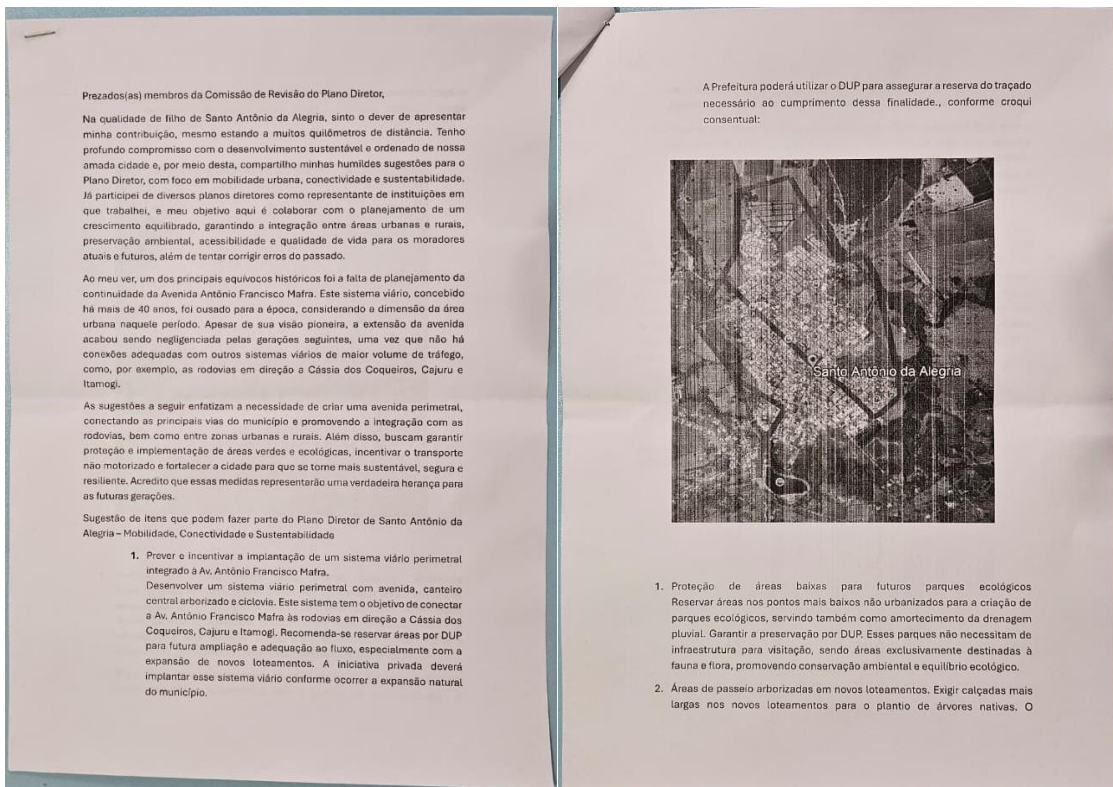 Prezados(as) membros da Comissão de Revisão do Plano Diretor,
Na qualidade de filho de Santo Antônio da Alegria, sinto o dever de apresentar
minha contribuição, mesmo estando a muitos quilômetros de distância. Tenho
profundo compromisso com o desenvolvimento sustentável e ordenado de nossa
amada cidade e, por meio desta, compartilho minhas humildes sugestões para o
Plano Diretor, com foco em mobilidade urbana, conectividade e sustentabilidade.
Já participei de diversos planos diretores como representante de instituições em
que trabalhei, e meu objetivo aqui é colaborar com o planejamento de um
crescimento equilibrado, garantindo a integração entre áreas urbanas e rurais,
preservação ambiental, acessibilidade e qualidade de vida para os moradores
atuais e futuros, além de tentar corrigir erros do passado.
Ao meu ver, um dos principais equívocos históricos foi a falta de planejamento da
continuidade da Avenida Antônio Francisco Mafra. Este sistema viário, concebido
há mais de 40 anos, foi ousado para a época, considerando a dimensão da área
urbana naquele período. Apesar de sua visão pioneira, a extensão da avenida
acabou sendo negligenciada pelas gerações seguintes, uma vez que não há
conexões adequadas com outros sistemas viários de maior volume de tráfego,
como, por exemplo, as rodovias em direção a Cássia dos Coqueiros, Cajuru e
Itamogi.
As sugestões a seguir enfatizam a necessidade de criar uma avenida perimetral,
conectando as principais vias do município e promovendo a integração com as
rodovias, bem como entre zonas urbanas e rurais. Além disso, buscam garantir
proteção e implementação de áreas verdes e ecológicas, incentivar o transporte
não motorizado e fortalecer a cidade para que se torne mais sustentável, segura e
resiliente. Acredito que essas medidas representarão uma verdadeira herança para
as futuras gerações.
Sugestão de itens que podem fazer parte do Plano Diretor de Santo Antônio da
Alegria – Mobilidade, Conectividade e Sustentabilidade
1. Prever e incentivar a implantação de um sistema viário perimetral
integrado à Av. Antônio Francisco Mafra.
Desenvolver um sistema viário perimetral com avenida, canteiro
central arborizado e ciclovia. Este sistema tem o objetivo de conectar
a Av. Antônio Francisco Mafra às rodovias em direção a Cássia dos
Coqueiros, Cajuru e Itamogi. Recomenda-se reservar áreas por DUP
para futura ampliação e adequação ao fluxo, especialmente com a
expansão de novos loteamentos. A iniciativa privada deverá
implantar esse sistema viário conforme ocorrer a expansão natural
do município.
A Prefeitura poderá utilizar o DUP para assegurar a reserva do traçado
necessário ao cumprimento dessa finalidade., conforme croqui
consentual:
Santo Antônio da Alegria
1. Proteção de áreas baixas para futuros parques ecológicos
Reservar áreas nos pontos mais baixos não urbanizados para a criação de
parques ecológicos, servindo também como amortecimento da drenagem
pluvial. Garantir a preservação por DUP. Esses parques não necessitam de
infraestrutura para visitação, sendo áreas exclusivamente destinadas à
fauna e flora, promovendo conservação ambiental e equilíbrio ecológico.
2. Áreas de passeio arborizadas em novos loteamentos. Exigir calçadas mais
largas nos novos loteamentos para o plantio de árvores nativas. O